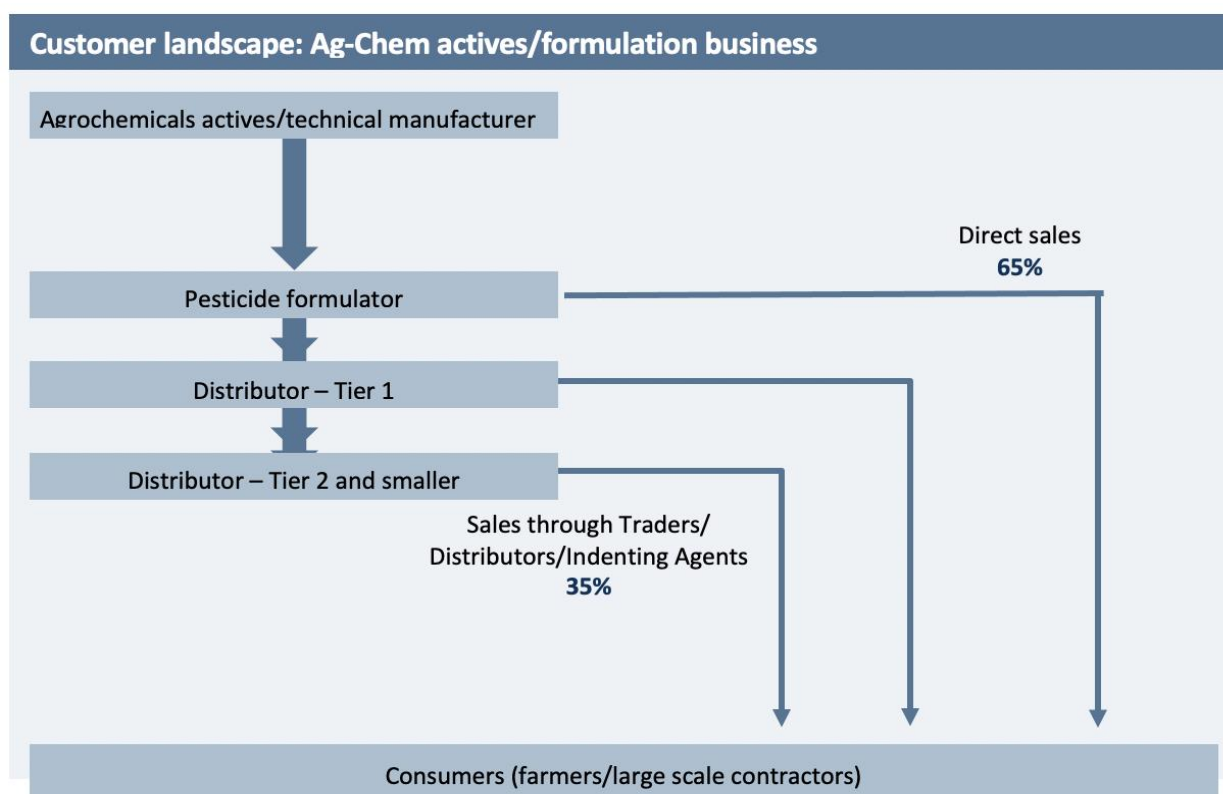 Customer landscape: Ag-Chem actives/formulation business
Agrochemicals actives/technical manufacturer
Direct sales
65%
Pesticide formulator
Distributor – Tier 1
Distributor – Tier 2 and smaller
Sales through Traders/
Distributors/Indenting Agents
35%
Consumers (farmers/large scale contractors)